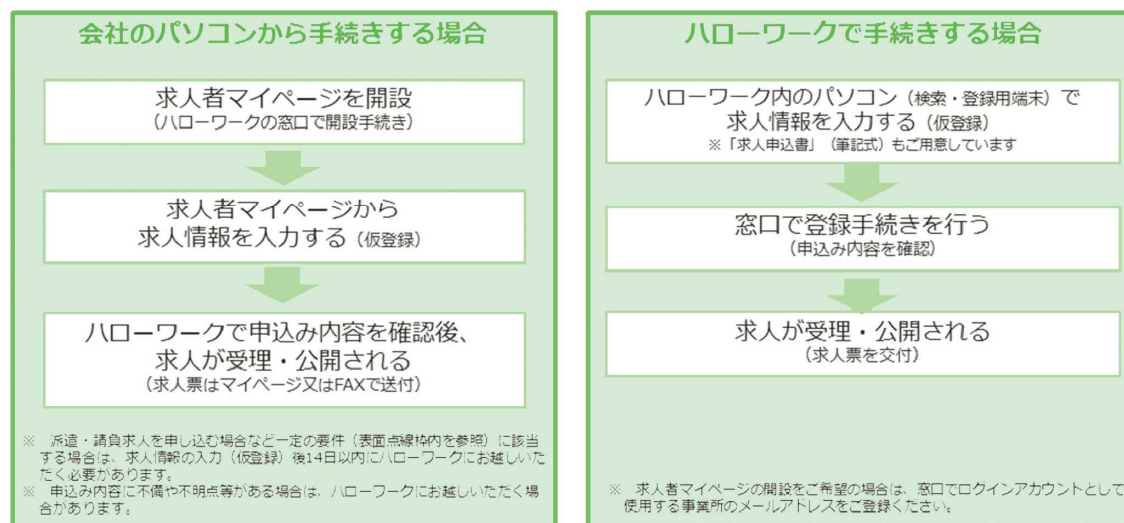 会社のパソコンから手続きする場合
求人者マイページを開設
(ハローワークの窓口で開設手続き)
求人者マイページから
求人情報を入力する（仮登録）
ハローワークで申込み内容を確認後、
求人が受理・公開される
(求人票はマイページ又はFAXで送付)
※　派遣・請負求人を申し込む場合など一定の要件（表面点線枠内を参照）に該当
する場合は、求人情報の入力（仮登録）後14日以内にハローワークにお越しいた
だく必要があります。
※　申込み内容に不備や不明点等がある場合は、ハローワークにお越しいただく場
合があります。
ハローワークで手続きする場合
ハローワーク内のパソコン（検索・登録用端末）で
求人情報を入力する（仮登録）
※「求人申込書」（筆記式）もご用意しています
窓口で登録手続きを行う
(申込み内容を確認)
求人が受理・公開される
(求人票を交付)
※　求人者マイページの開設をご希望の場合は、窓口でログインアカウントとして
使用する事業所のメールアドレスをご登録ください。